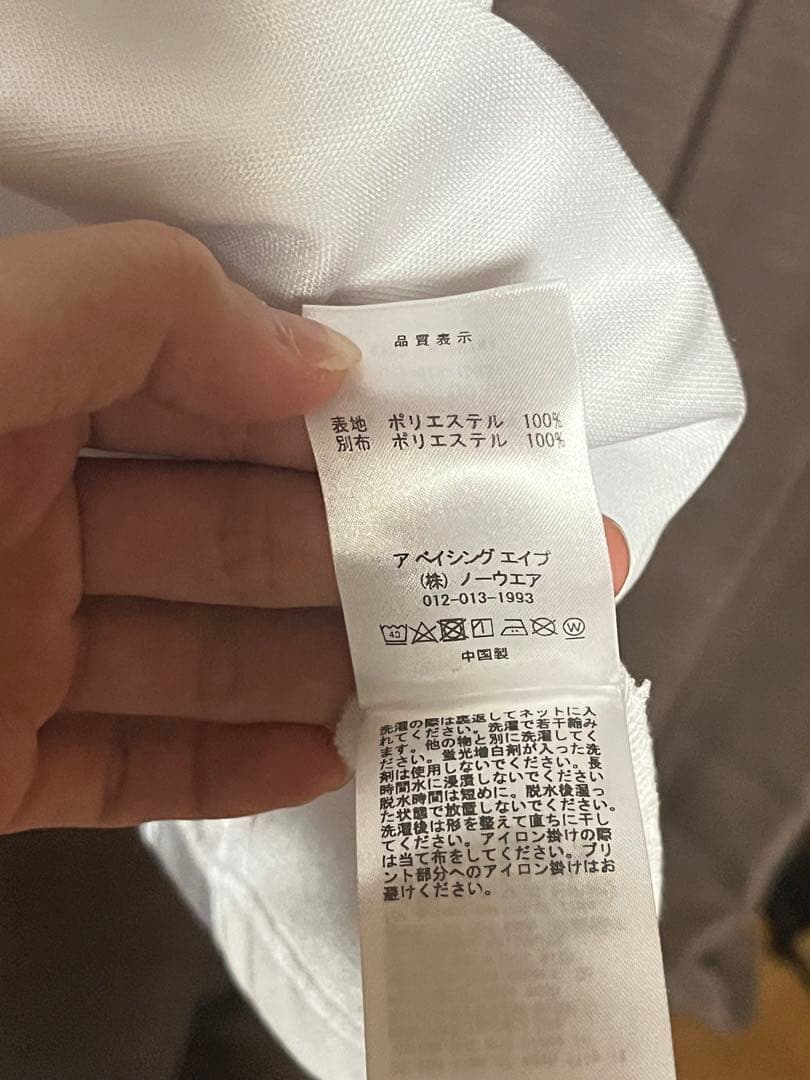 品質表示
表地 ポリエステル 100%
別布 ポリエステル 100%
ア ベイシング エイプ
(株) ノーウエア
012-013-1993
40 W
中国製
洗濯の際は裏返してネットに入
れてください。洗濯で若干縮み
ます。他の物と別に洗濯してく
ださい。蛍光増白剤が入った洗
剤は使用しないでください。長
時間水に浸漬しないでください
脱水時間は短めに。脱水後湿っ
た状態で放置しないでください。
洗濯後は形を整えて直ちに干し
てください。アイロン掛けの際
は当て布をしてください。プリ
ント部分へのアイロン掛けはお
避けください。